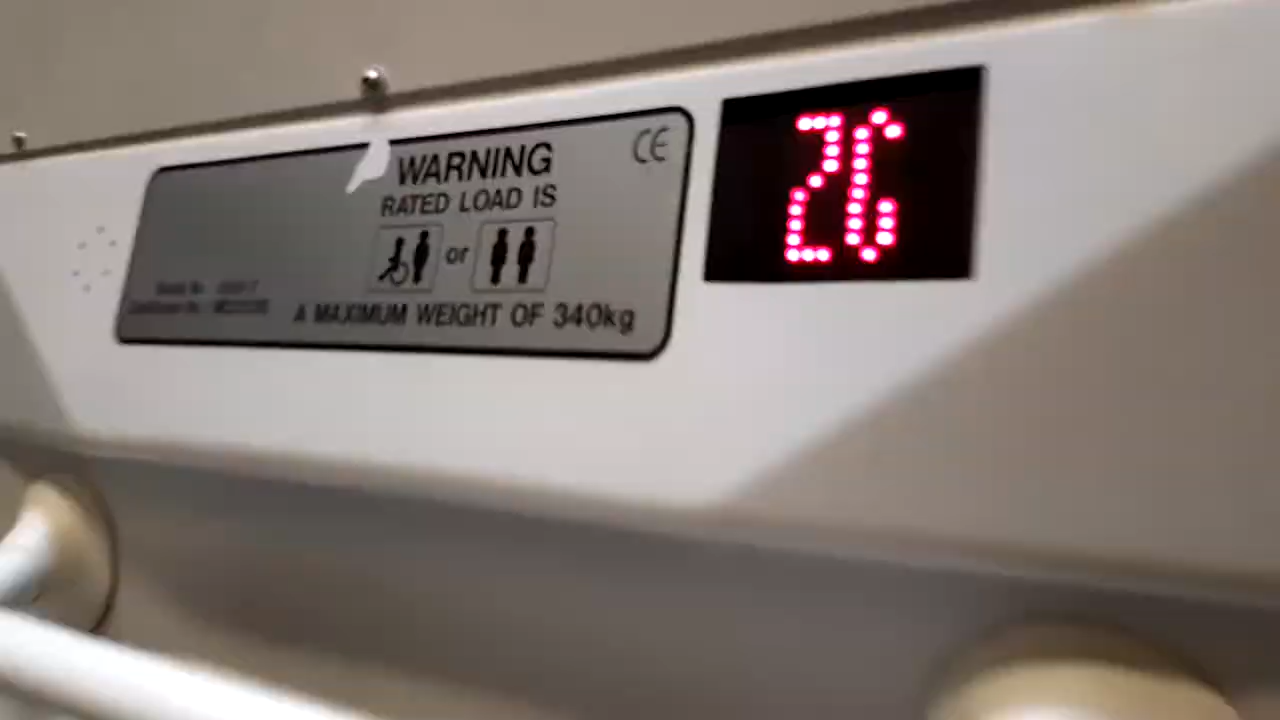 CE
WARNING
RATED LOAD IS
or
A MAXIMUM WEIGHT OF 340kg
26